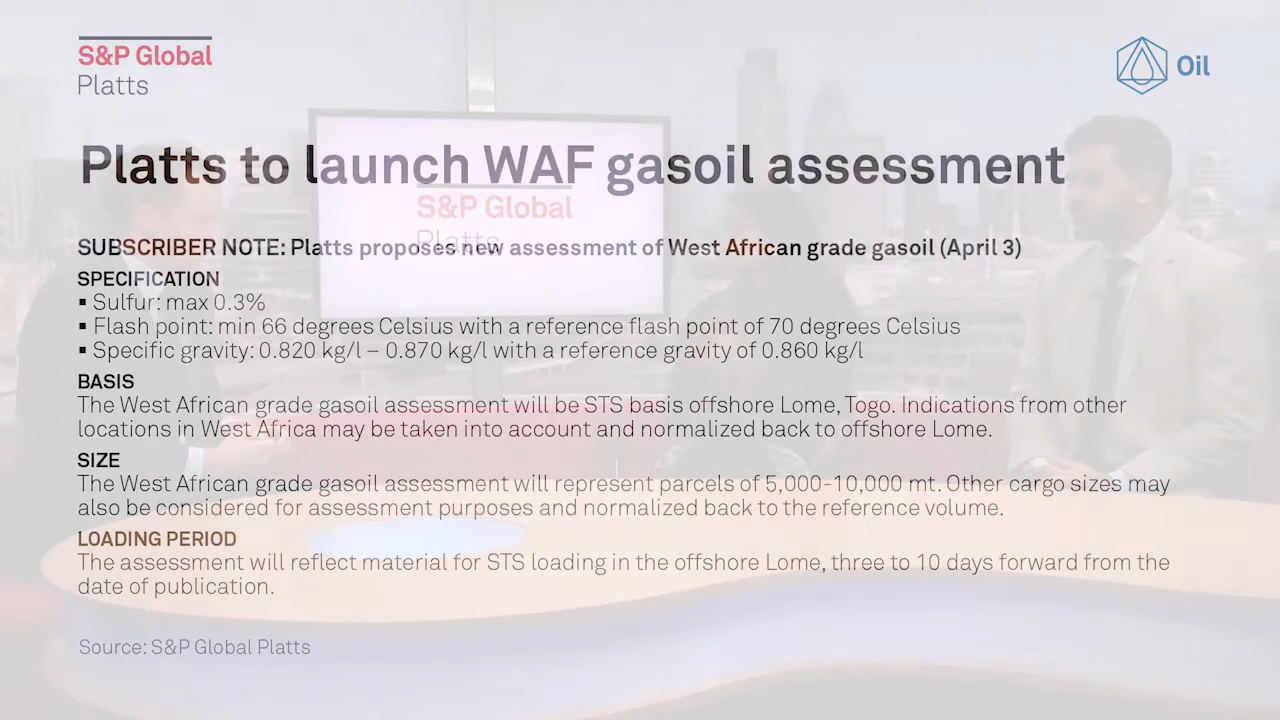 S&P Global
Platts
Oil
Platts to launch WAF gasoil assessment
S&P Global
Platts
SUBSCRIBER NOTE: Platts proposes new assessment of West African grade gasoil (April 3)
SPECIFICATION
▪ Sulfur: max 0.3%
▪ Flash point: min 66 degrees Celsius with a reference flash point of 70 degrees Celsius
▪ Specific gravity: 0.820 kg/l – 0.870 kg/l with a reference gravity of 0.860 kg/l
BASIS
The West African grade gasoil assessment will be STS basis offshore Lome, Togo. Indications from other
locations in West Africa may be taken into account and normalized back to offshore Lome.
SIZE
The West African grade gasoil assessment will represent parcels of 5,000-10,000 mt. Other cargo sizes may
also be considered for assessment purposes and normalized back to the reference volume.
LOADING PERIOD
The assessment will reflect material for STS loading in the offshore Lome, three to 10 days forward from the
date of publication.
Source: S&P Global Platts